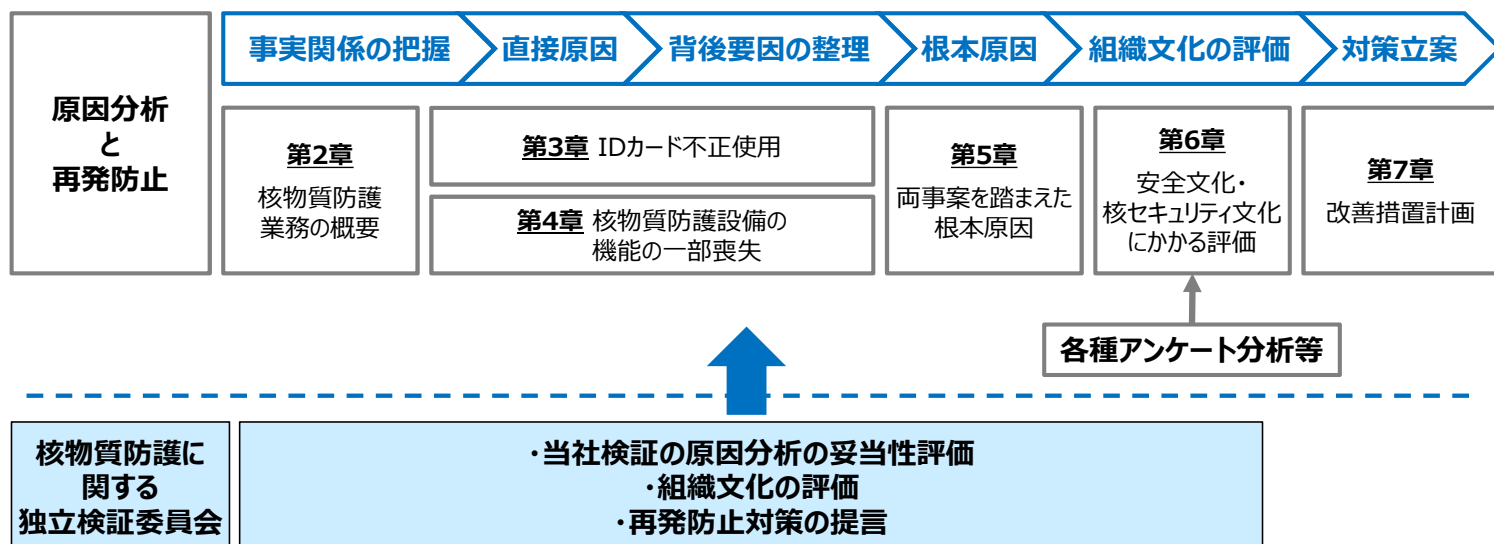 原因分析
と
再発防止
事実関係の把握
直接原因
背後要因の整理
根本原因
組織文化の評価
対策立案
第2章
核物質防護
業務の概要
第3章 IDカード不正使用
第4章 核物質防護設備の
機能の一部喪失
第5章
両事案を踏まえた
根本原因
第6章
安全文化・
核セキュリティ文化
にかかる評価
第7章
改善措置計画
各種アンケート分析等
核物質防護に
関する
独立検証委員会
・当社検証の原因分析の妥当性評価
・組織文化の評価
・再発防止対策の提言